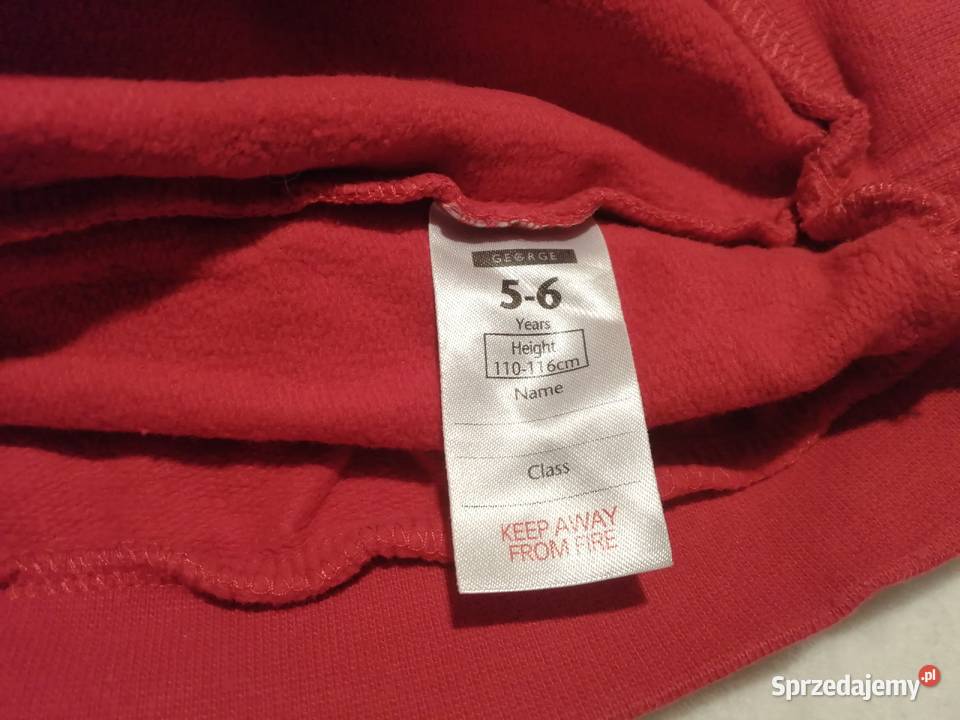 GEORGE
5-6
Years
Height
110-116cm
Name
Class
KEEP AWAY
FROM FIRE
Sprzedajemy.pl